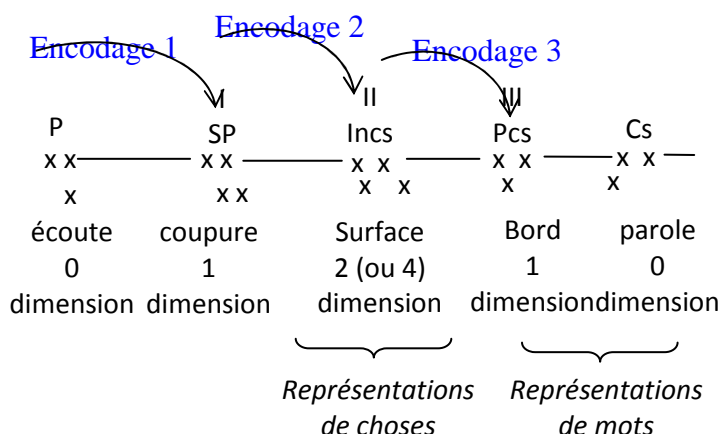 Encodage 1 Encodage 2 Encodage 3
I II III
P SP Incs Pcs Cs
x x x x x x x x x x
x x x x x x x
écoute coupure Surface Bord parole
0 1 2 (ou 4) 1 0
dimension dimension dimension dimension dimension
Représentations Représentations
de choses de mots